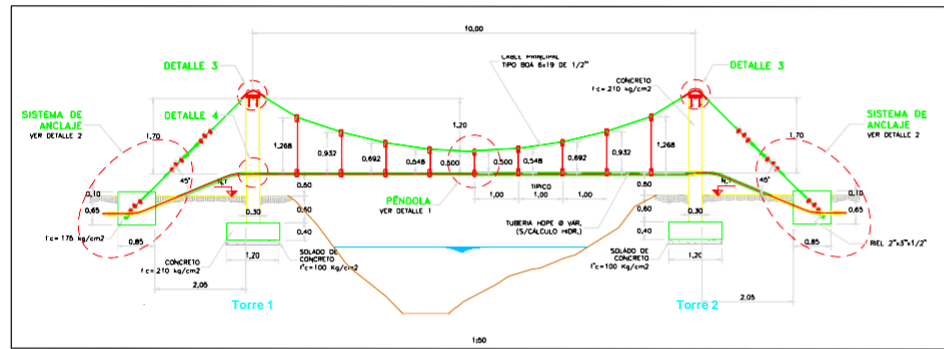 10,00
CABLE PRINCIPAL
TIPO BOA 6x19 DE 1/2"
DETALLE 3
CONCRETO
f'c= 210 kg/cm2
DETALLE 3
SISTEMA DE
ANCLAJE
VER DETALLE 2
DETALLE 4
SISTEMA DE
ANCLAJE
VER DETALLE 2
1,70
1,20
1,70
1,268
0,932
0,692
0,548
0,500
0,500
0,548
0,692
0,932
1,268
45°
45°
N.T
0,60
PÉNDOLA
VER DETALLE 1
TIPICO
1,00
1,00
1,00
0,60
0,10
0,65
0,10
0,65
0,30
0,60
TUBERIA HDPE Ø VAR.
(S/CÁLCULO HIDR.)
0,60
0,30
f'c= 175 kg/cm2
0,85
0,40
0,40
0,85
RIEL 2"x3"x1/2"
CONCRETO
f'c=210 kg/cm2
1,20
SOLADO DE
CONCRETO
f'c=100 kg/cm2
SOLADO DE
CONCRETO
f'c=100 kg/cm2
1,20
2,05
2,05
Torre 1
Torre 2
1:50